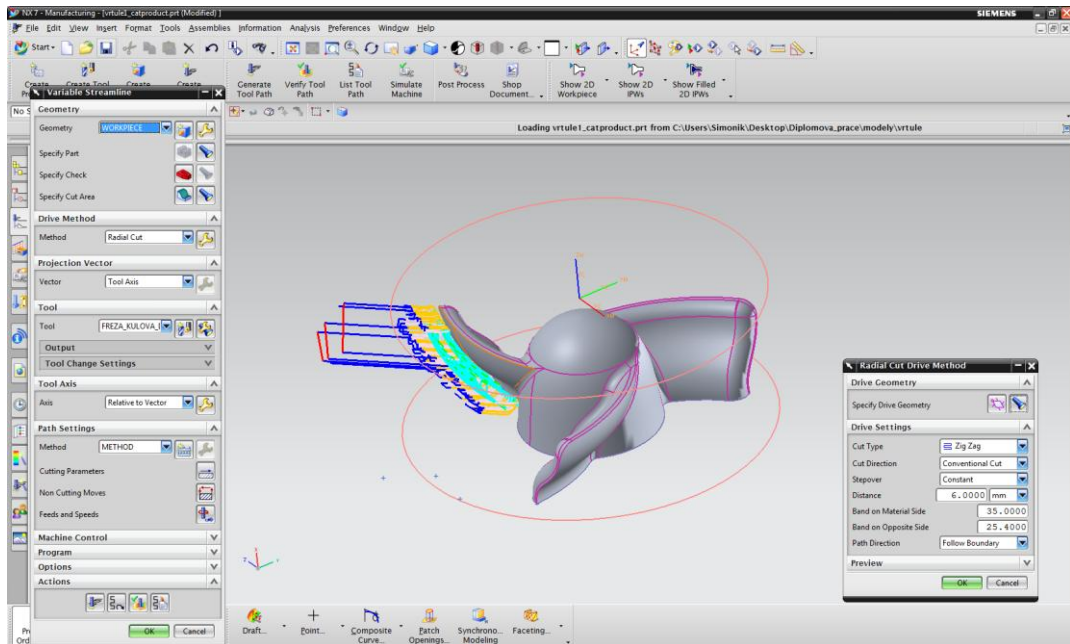 NX 7 - Manufacturing - [vrtule1_catproduct.prt (Modified) ]
SIEMENS
File Edit View Insert Format Tools Assemblies Information Analysis Preferences Window Help
Start
Create Create Tool Create Create
Generate Tool Path
Verify Tool Path
List Tool Path
Simulate Machine
Post Process
Shop Document...
Show 2D Workpiece
Show 2D IPWs
Show Filled 2D IPWs
Loading vrtule1_catproduct.prt from C:\Users\Simonik\Desktop\Diplomova_prace\modely\vrtule
Variable Streamline
Geometry
Geometry WORKPIECE
Specify Part
Specify Check
Specify Cut Area
Drive Method
Method Radial Cut
Projection Vector
Vector Tool Axis
Tool
Tool FREZA_KULOVA_
Output
Tool Change Settings
Tool Axis
Axis Relative to Vector
Path Settings
Method METHOD
Cutting Parameters
Non Cutting Moves
Feeds and Speeds
Machine Control
Program
Options
Actions
OK Cancel
Radial Cut Drive Method
Drive Geometry
Specify Drive Geometry
Drive Settings
Cut Type Zig Zag
Cut Direction Conventional Cut
Stepover Constant
Distance 6.0000 mm
Band on Material Side 35.0000
Band on Opposite Side 25.4000
Path Direction Follow Boundary
Preview
OK Cancel
Draft...
Point...
Composite Curve...
Patch Openings...
Synchrono... Modeling
Faceting...